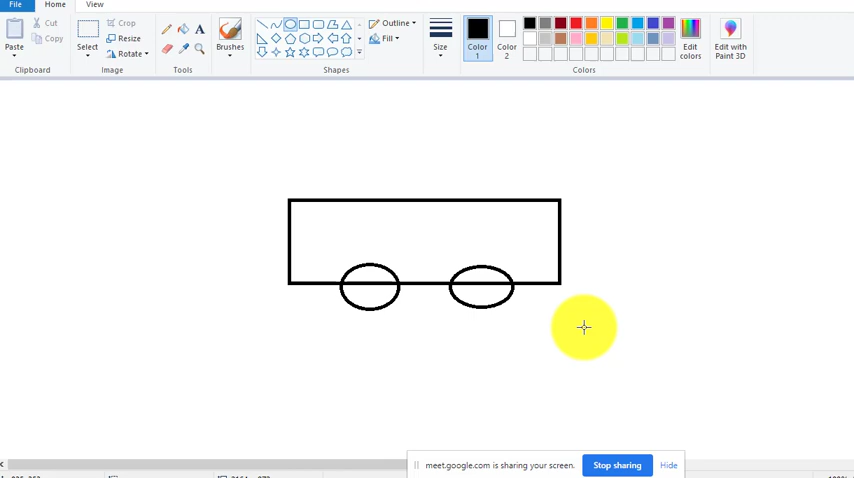 File Home View
Paste
Cut
Copy
Clipboard
Select
Crop
Resize
Rotate
Image
A
Tools
Brushes
Outline
Fill
Shapes
Size
Color
1
Color
2
Edit
colors
Colors
Edit with
Paint 3D
meet.google.com is sharing your screen. Stop sharing Hide